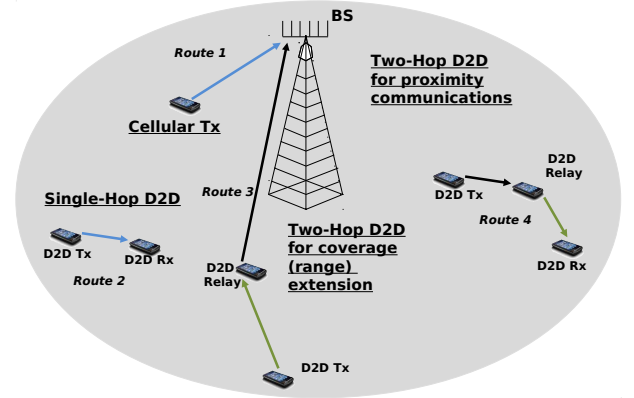 BS
Route 1
Two-Hop D2D
for proximity
communications
Cellular Tx
D2D
Relay
D2D Tx
Route 4
D2D Rx
Single-Hop D2D
D2D Tx
D2D Rx
Route 2
Route 3
Two-Hop D2D
for coverage
(range)
extension
D2D
Relay
D2D Tx